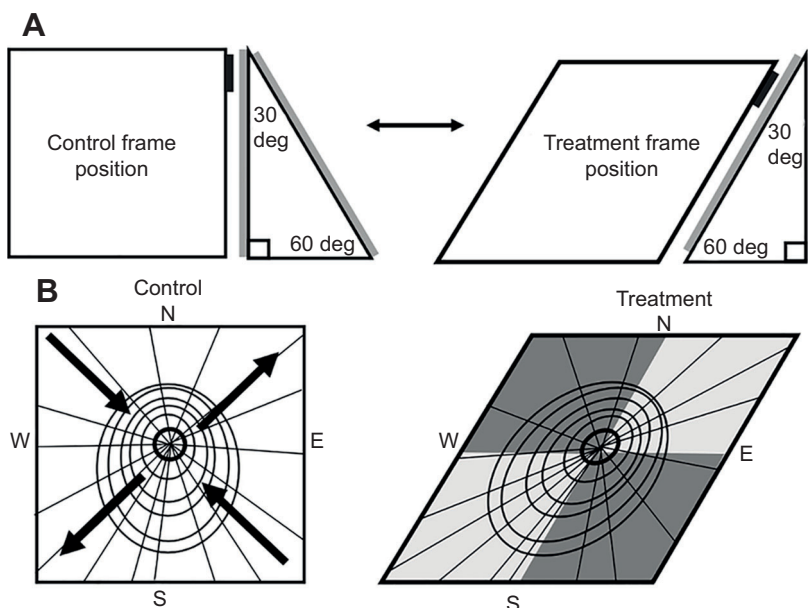 A
Control frame
position
30
deg
60 deg
Treatment frame
position
30
deg
60 deg
B
Control
N
W
E
S
Treatment
N
W
E
S